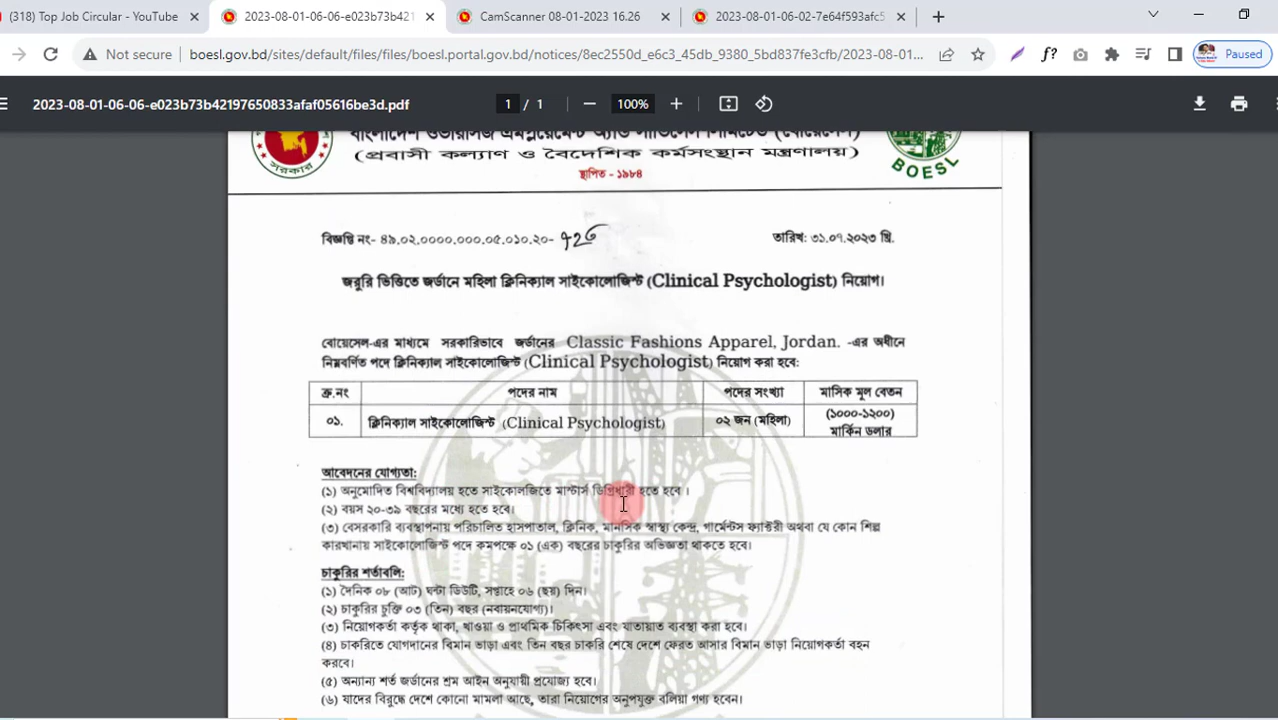 (318) Top Job Circular - YouTube
2023-08-01-06-06-e023b73b421
CamScanner 08-01-2023 16.26
2023-08-01-06-02-7e64f593afc5
Not secure
boesl.gov.bd/sites/default/files/files/boesl.portal.gov.bd/notices/8ec2550d_e6c3_45db_9380_5bd837fe3cfb/2023-08-01...
Paused
2023-08-01-06-06-e023b73b42197650833afaf05616be3d.pdf
1 / 1
100%
বাংলাদেশ ওভারসিজ এমপ্লয়মেন্ট অ্যান্ড সার্ভিসেস লিমিটেড (বোয়েসেল)
(প্রবাসী কল্যাণ ও বৈদেশিক কর্মসংস্থান মন্ত্রণালয়)
স্থাপিত - ১৯৮৪
সরকার
BOESL
বিজ্ঞপ্তি নং- ৪৯.০২.০০০০.০০০.০৫.০১০.২০-
তারিখ: ৩১.০৭.২০২৩ খ্রি.
জরুরি ভিত্তিতে জর্ডানে মহিলা ক্লিনিক্যাল সাইকোলোজিস্ট (Clinical Psychologist) নিয়োগ।
বোয়েসেল-এর মাধ্যমে সরকারিভাবে জর্ডানের Classic Fashions Apparel, Jordan. -এর অধীনে
নিম্নবর্ণিত পদে ক্লিনিক্যাল সাইকোলোজিস্ট (Clinical Psychologist) নিয়োগ করা হবে:
ক্র.নং পদের নাম পদের সংখ্যা মাসিক মূল বেতন
০১. ক্লিনিক্যাল সাইকোলোজিস্ট (Clinical Psychologist) ০২ জন (মহিলা) (১০০০-১২০০)
মার্কিন ডলার
আবেদনের যোগ্যতা:
(১) অনুমোদিত বিশ্ববিদ্যালয় হতে সাইকোলজিতে মাস্টার্স ডিগ্রিধারী হতে হবে ।
(২) বয়স ২০-৩৯ বছরের মধ্যে হতে হবে।
(৩) বেসরকারি ব্যবস্থাপনায় পরিচালিত হাসপাতাল, ক্লিনিক, মানসিক স্বাস্থ্য কেন্দ্র, গার্মেন্টস ফ্যাক্টরী অথবা যে কোন শিল্প
কারখানায় সাইকোলোজিস্ট পদে কমপক্ষে ০১ (এক) বছরের চাকুরির অভিজ্ঞতা থাকতে হবে।
চাকুরির শর্তাবলি:
(১) দৈনিক ০৮ (আট) ঘন্টা ডিউটি, সপ্তাহে ০৬ (ছয়) দিন।
(২) চাকুরির চুক্তি ০৩ (তিন) বছর (নবায়নযোগ্য)।
(৩) নিয়োগকর্তা কর্তৃক থাকা, খাওয়া ও প্রাথমিক চিকিৎসা এবং যাতায়াত ব্যবস্থা করা হবে।
(৪) চাকরিতে যোগদানের বিমান ভাড়া এবং তিন বছর চাকরি শেষে দেশে ফেরত আসার বিমান ভাড়া নিয়োগকর্তা বহন
করবে।
(৫) অন্যান্য শর্ত জর্ডানের শ্রম আইন অনুযায়ী প্রযোজ্য হবে।
(৬) যাদের বিরুদ্ধে দেশে কোনো মামলা আছে, তারা নিয়োগের অনুপযুক্ত বলিয়া গণ্য হবেন।